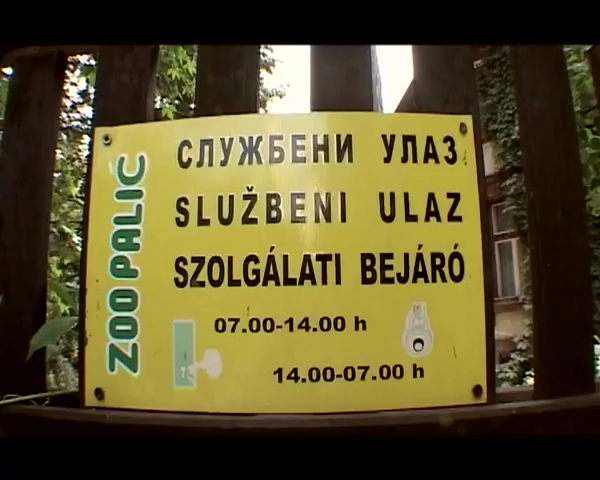 СЛУЖБЕНИ УЛАЗ
SLUŽBENI ULAZ
SZOLGÁLATI BEJÁRÓ
07.00-14.00 h
14.00-07.00 h
ZOO PALIĆ